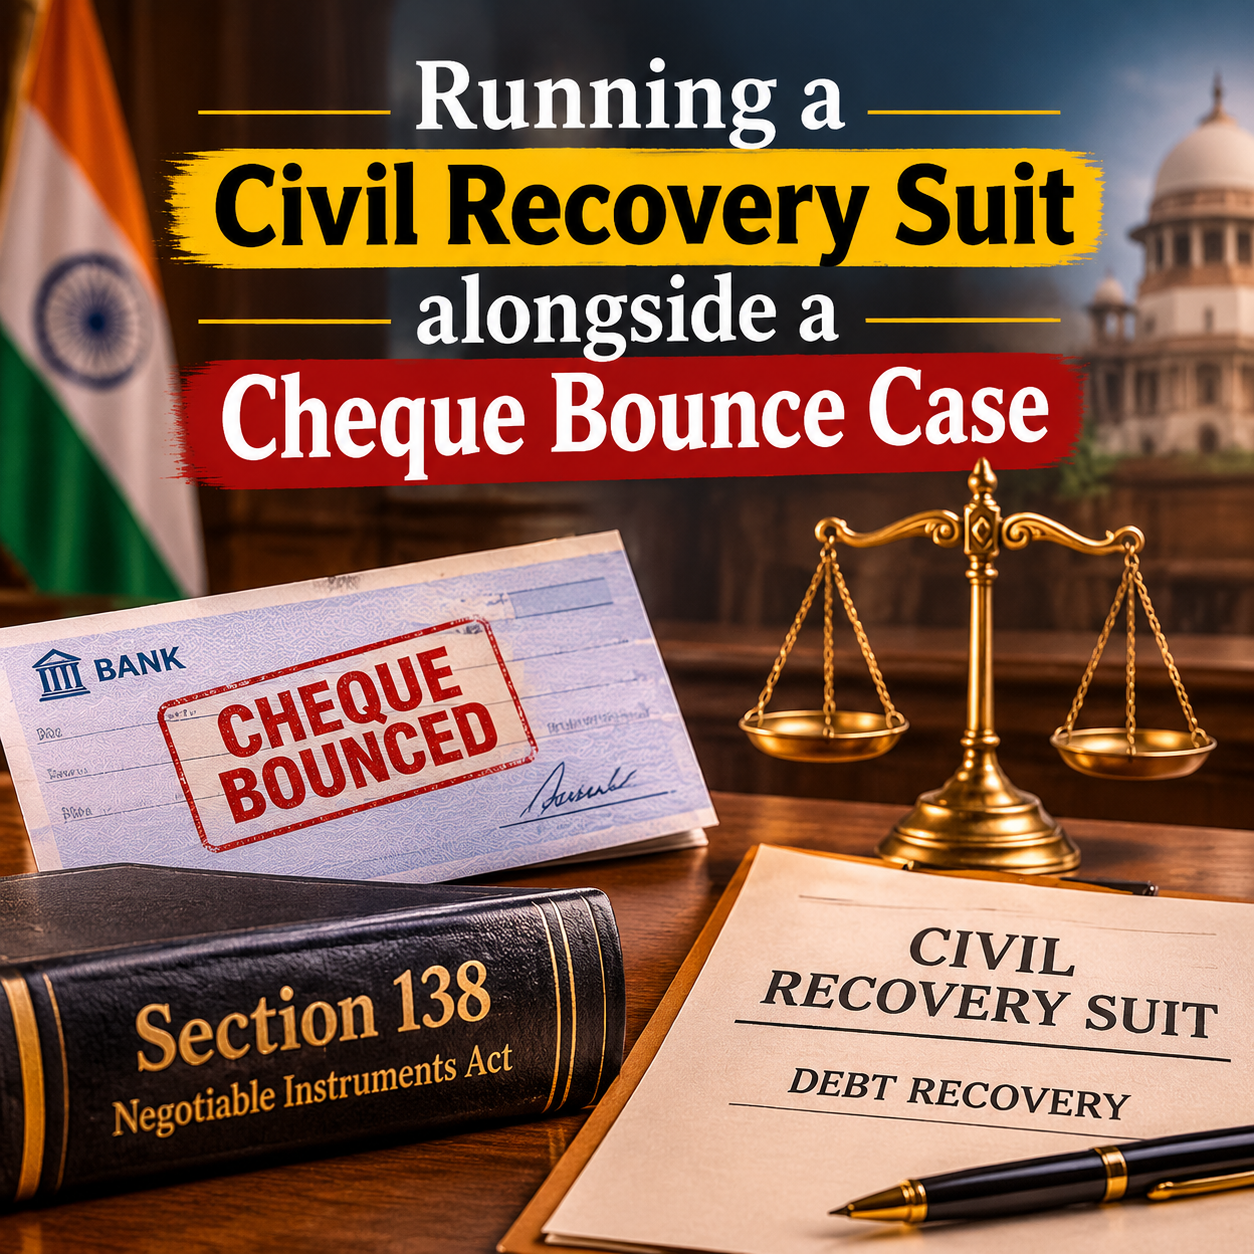 Running a
Civil Recovery Suit
alongside a
Cheque Bounce Case
BANK
CHEQUE
BOUNCED
Section 138
Negotiable Instruments Act
CIVIL
RECOVERY SUIT
DEBT RECOVERY